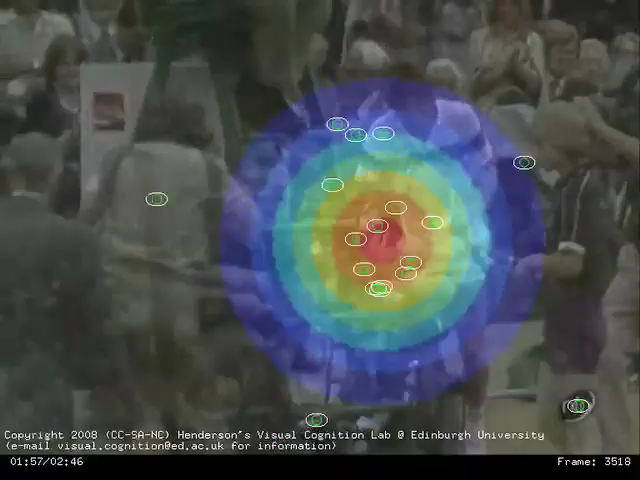 Copyright 2008 (CC-SA-NC) Henderson's Visual Cognition Lab @ Edinburgh University
(e-mail visual.cognition@ed.ac.uk for information)
01:57/02:46
Frame: 3518